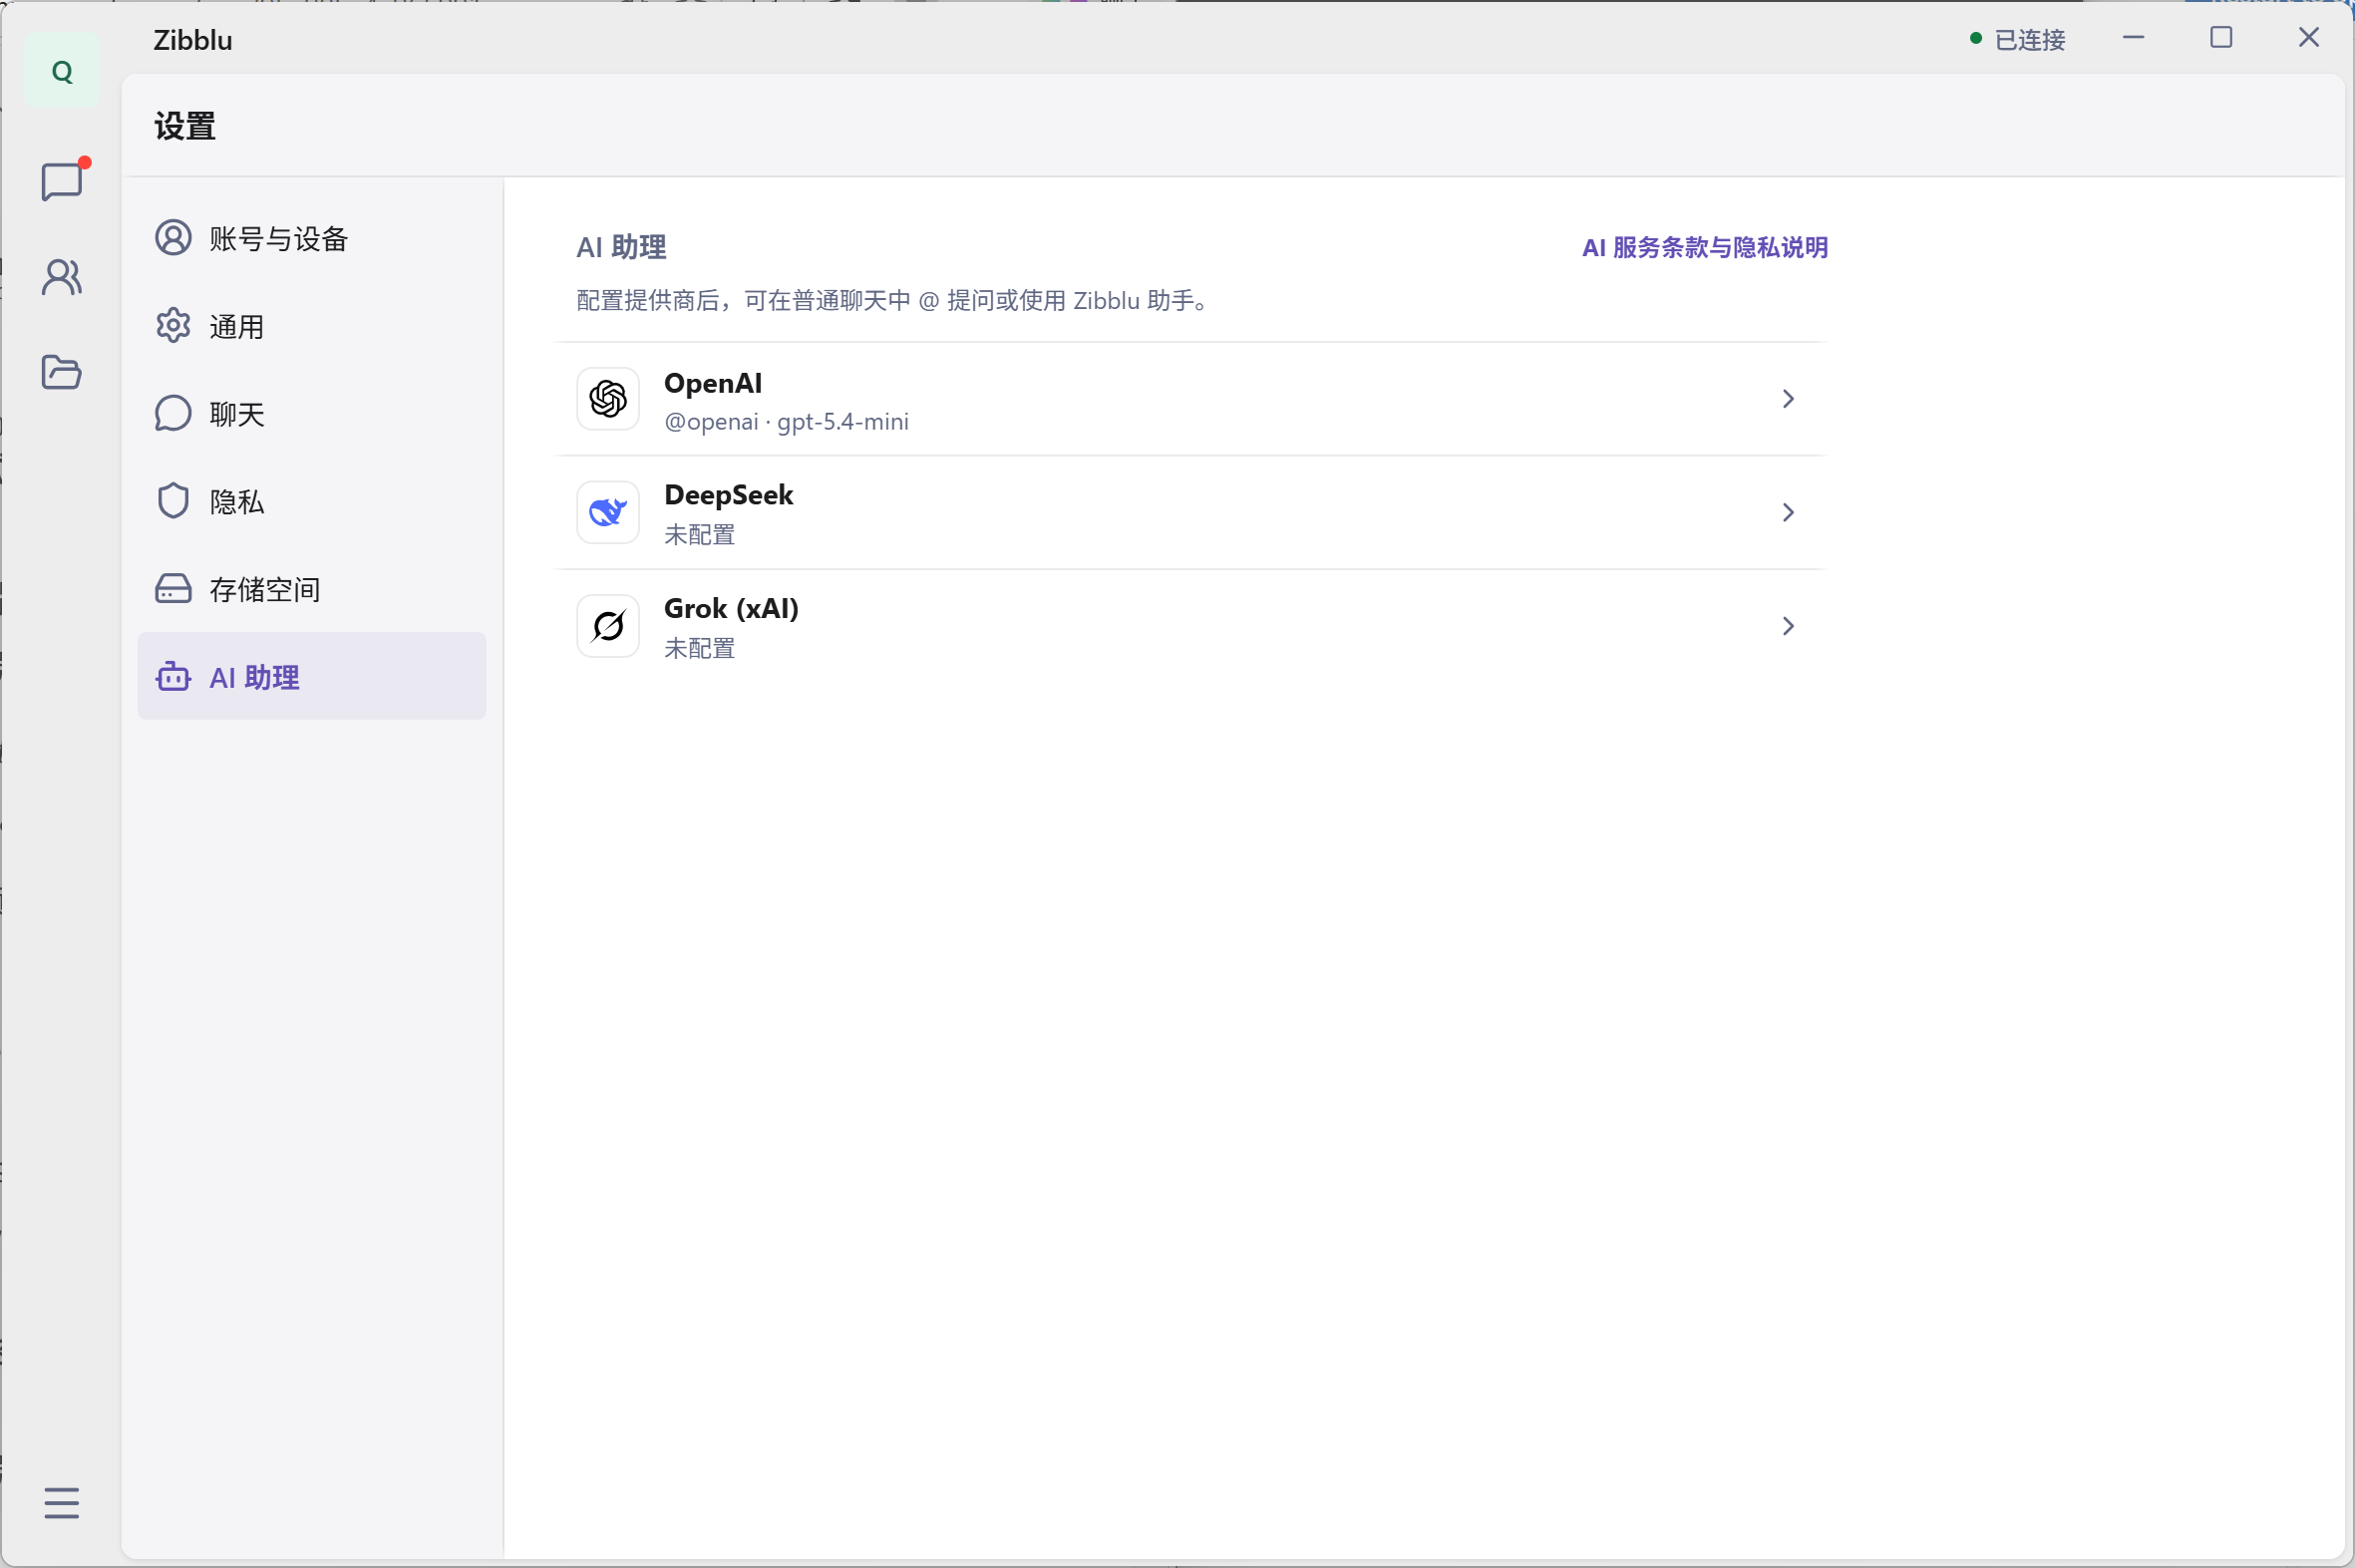 Zibblu
已连接
Q
设置
账号与设备
通用
聊天
隐私
存储空间
AI 助理
AI 助理
AI 服务条款与隐私说明
配置提供商后，可在普通聊天中 @ 提问或使用 Zibblu 助手。
OpenAI
@openai · gpt-5.4-mini
DeepSeek
未配置
Grok (xAI)
未配置